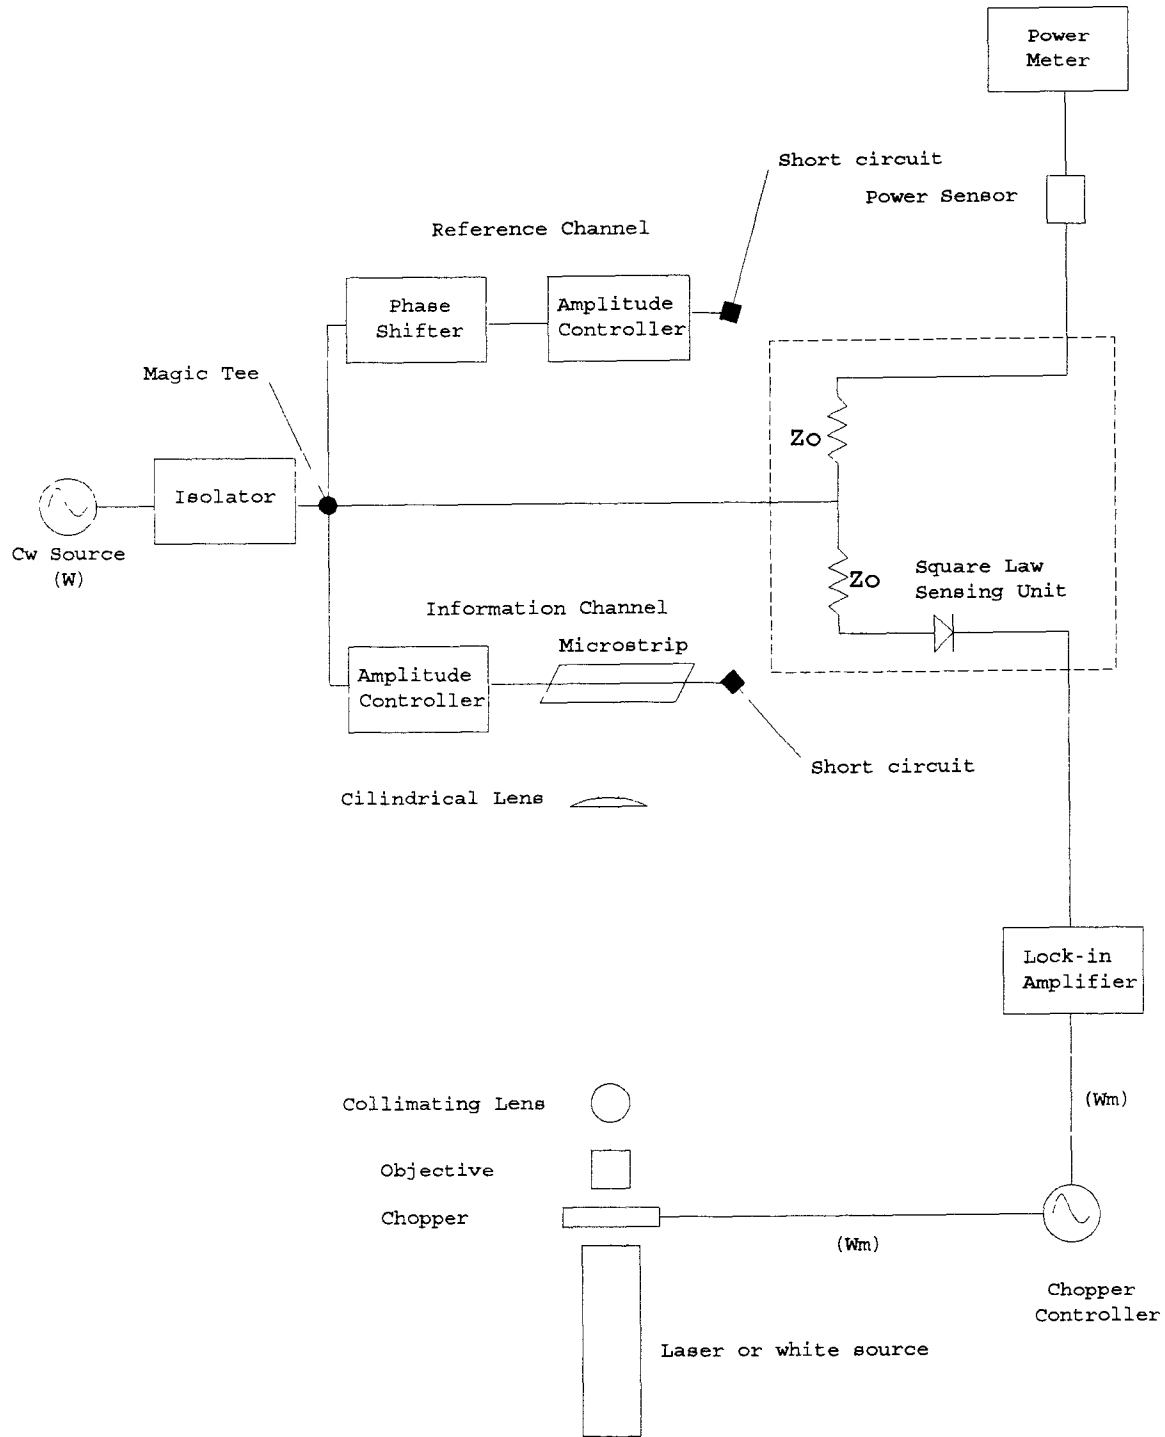 Power
Meter
Short circuit
Power Sensor
Reference Channel
Phase
Shifter
Amplitude
Controller
Magic Tee
Zo
Isolator
Cw Source
(W)
Zo
Square Law
Sensing Unit
Information Channel
Microstrip
Amplitude
Controller
Short circuit
Cilindrical Lens
Lock-in
Amplifier
(Wm)
Collimating Lens
Objective
Chopper
(Wm)
Chopper
Controller
Laser or white source